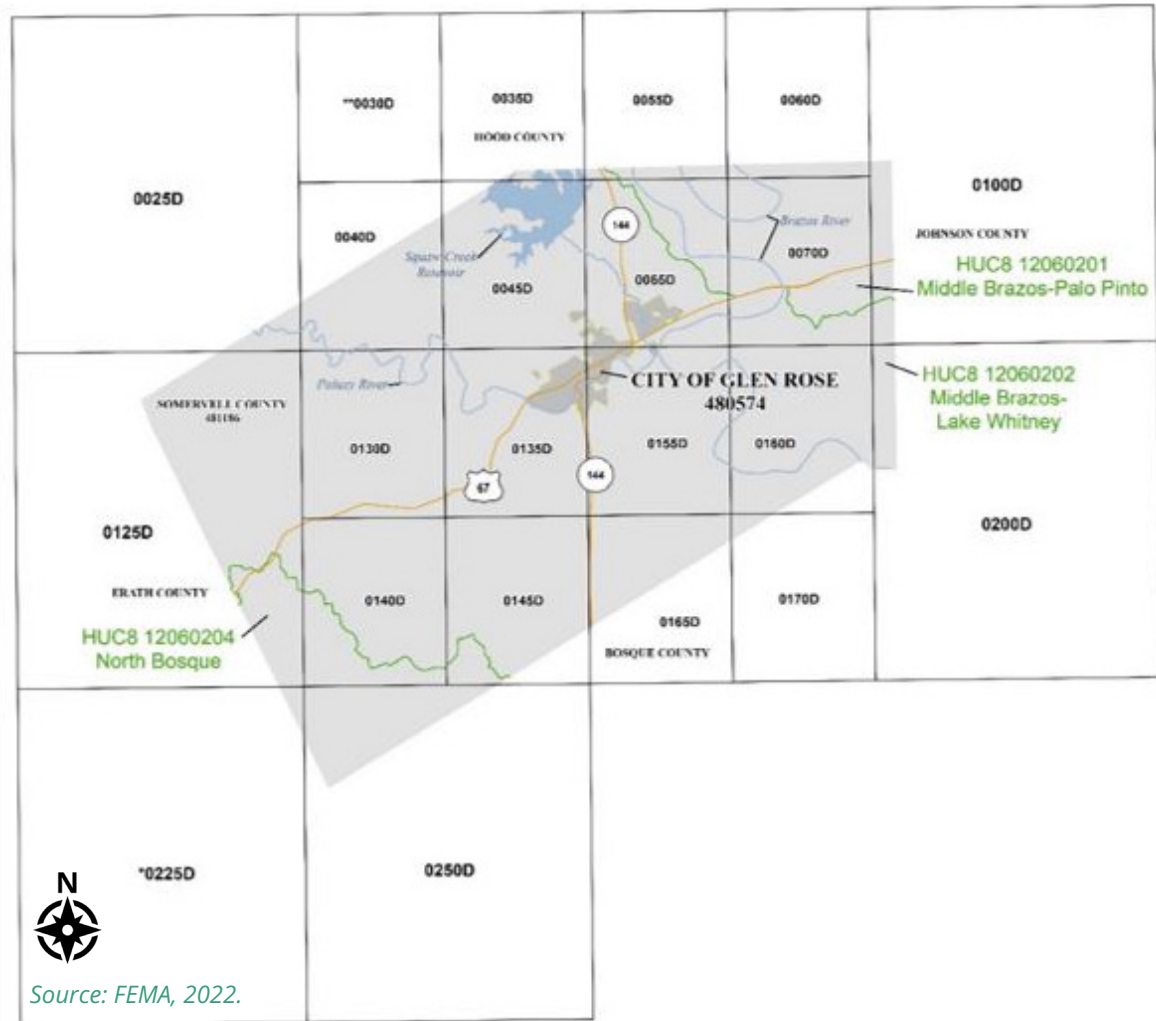 **0030D
0035D
0055D
0060D
HOOD COUNTY
0025D
0100D
0040D
144
Brazos River
JOHNSON COUNTY
Squaw Creek
Resevoir
0070D
HUC8 12060201
Middle Brazos-Palo Pinto
0045D
0065D
Paluxy River
CITY OF GLEN ROSE
480574
HUC8 12060202
Middle Brazos-
Lake Whitney
SOMERVELL COUNTY
481186
0130D
0135D
0155D
0160D
67
144
0125D
0200D
ERATH COUNTY
0140D
0145D
0170D
0165D
HUC8 12060204
North Bosque
BOSQUE COUNTY
*0225D
0250D
N
Source: FEMA, 2022.